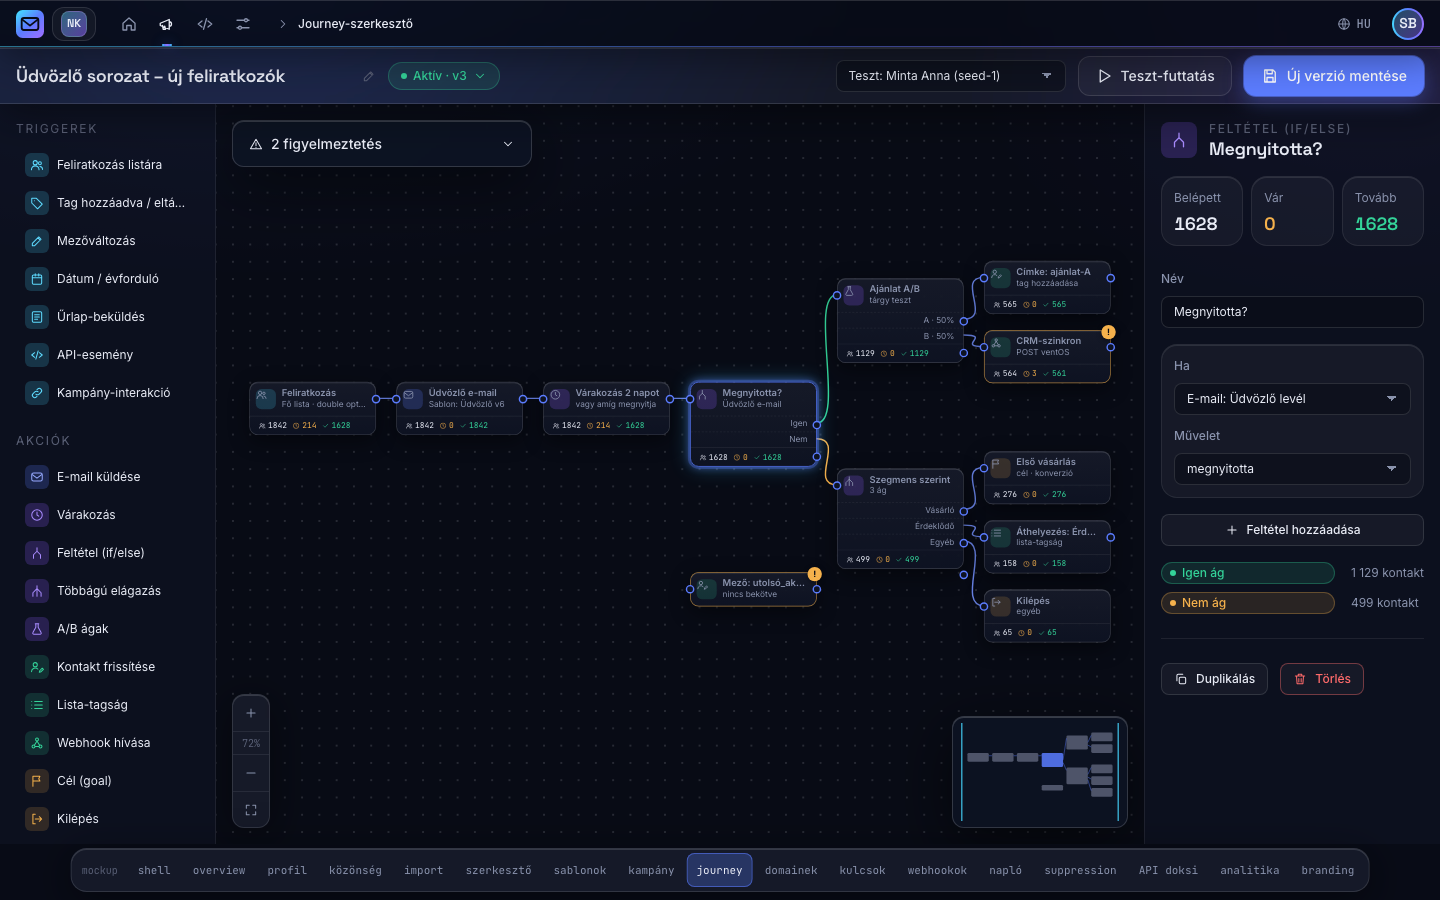 NK
Journey-szerkesztő
HU
SB
Üdvözlő sorozat – új feliratkozók
Aktív · v3
Teszt: Minta Anna (seed-1)
Teszt-futtatás
Új verzió mentése
TRIGGEREK
Feliratkozás listára
Tag hozzáadva / eltá...
Mezőváltozás
Dátum / évforduló
Űrlap-beküldés
API-esemény
Kampány-interakció
AKCIÓK
E-mail küldése
Várakozás
Feltétel (if/else)
Többágú elágazás
A/B ágak
Kontakt frissítése
Lista-tagság
Webhook hívása
Cél (goal)
Kilépés
2 figyelmeztetés
Feliratkozás
Fő lista · double opt...
1842 214 1628
Üdvözlő e-mail
Sablon: Üdvözlő v6
1842 0 1842
Várakozás 2 napot
vagy amíg megnyitja
1842 214 1628
Megnyitotta?
Üdvözlő e-mail
Igen
Nem
1628 0 1628
Ajánlat A/B
tárgy teszt
A · 50%
B · 50%
1129 0 1129
Címke: ajánlat-A
tag hozzáadása
565 0 565
!
CRM-szinkron
POST ventOS
564 3 561
Szegmens szerint
3 ág
Vásárló
Érdeklődő
Egyéb
499 0 499
Első vásárlás
cél · konverzió
276 0 276
Áthelyezés: Érd...
lista-tagság
158 0 158
Kilépés
egyéb
65 0 65
!
Mező: utolsó_ak...
nincs bekötve
72%
FELTÉTEL (IF/ELSE)
Megnyitotta?
Belépett
1628
Vár
0
Tovább
1628
Név
Megnyitotta?
Ha
E-mail: Üdvözlő levél
Művelet
megnyitotta
Feltétel hozzáadása
Igen ág
1 129 kontakt
Nem ág
499 kontakt
Duplikálás
Törlés
mockup shell overview profil közönség import szerkesztő sablonok kampány journey domainek kulcsok webhookok napló suppression API doksi analitika branding